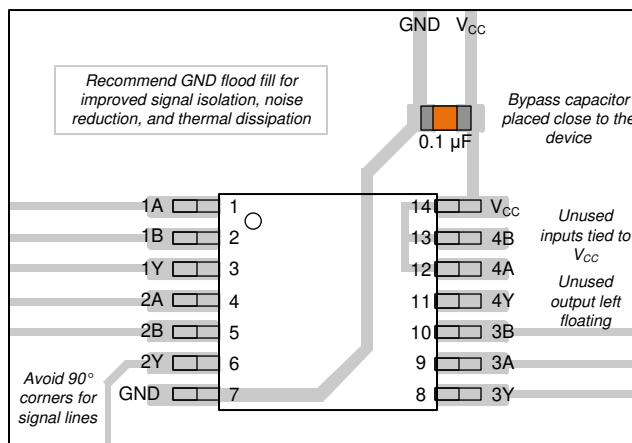 GND VCC
Recommend GND flood fill for
improved signal isolation, noise
reduction, and thermal dissipation
Bypass capacitor
placed close to the
device
0.1 µF
1A 1 14 VCC
1B 2 13 4B
1Y 3 12 4A
2A 4 11 4Y
2B 5 10 3B
2Y 6 9 3A
GND 7 8 3Y
Unused
inputs tied to
VCC
Unused
output left
floating
Avoid 90°
corners for
signal lines